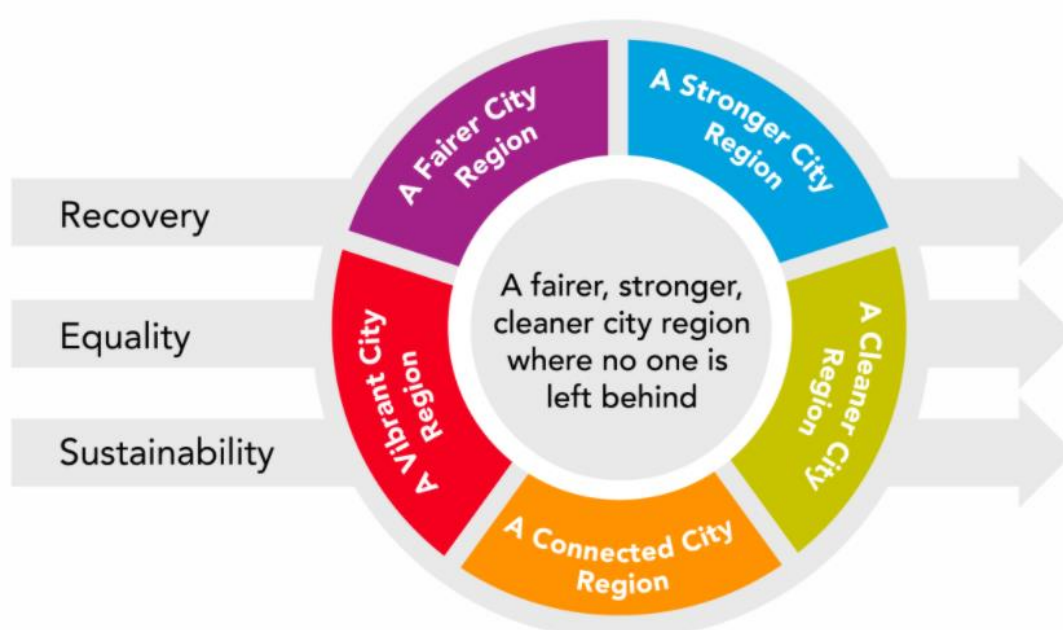 Recovery
Equality
Sustainability
A Fairer City
Region
A Stronger City
Region
A Cleaner City
Region
A Connected City
Region
A Vibrant City
Region
A fairer, stronger,
cleaner city region
where no one is
left behind